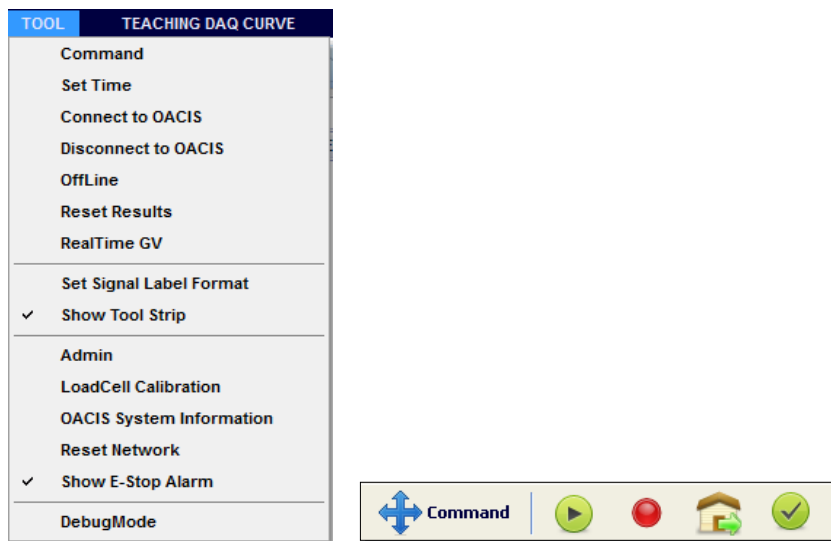 TOOL TEACHING DAQ CURVE
Command
Set Time
Connect to OACIS
Disconnect to OACIS
OffLine
Reset Results
RealTime GV
Set Signal Label Format
Show Tool Strip
Admin
LoadCell Calibration
OACIS System Information
Reset Network
Show E-Stop Alarm
DebugMode
Command